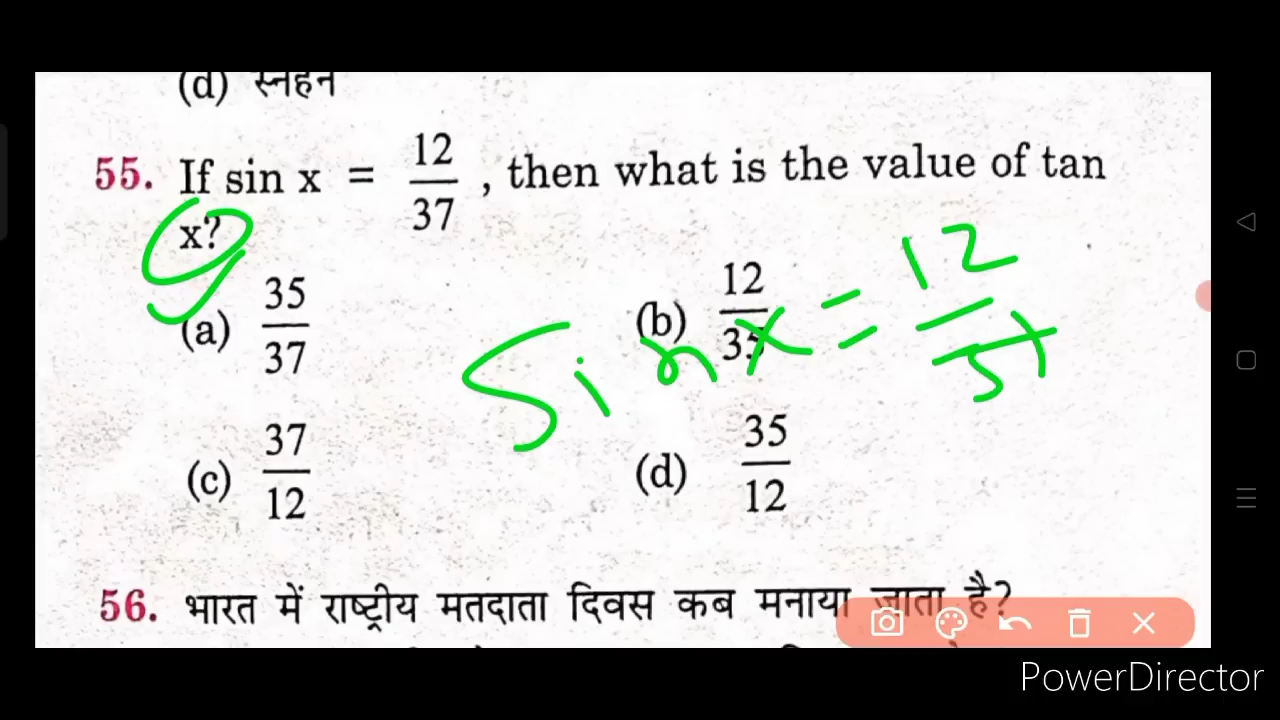 (d) स्नेहन
55. If sin x = 12/37, then what is the value of tan
x?
(a) 35/37 (b) 12/35
sin x = 12/37
(c) 37/12 (d) 35/12
56. भारत में राष्ट्रीय मतदाता दिवस कब मनाया जाता है?
PowerDirector